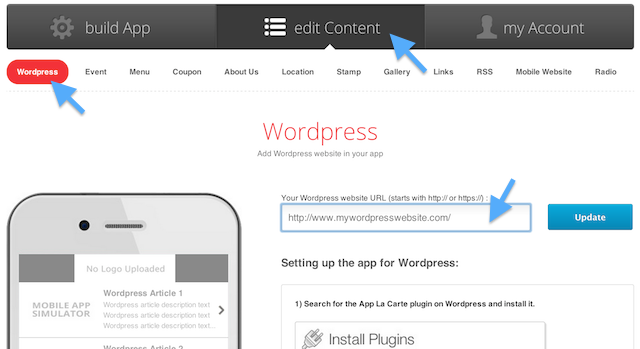 build App
edit Content
my Account
Wordpress Event Menu Coupon About Us Location Stamp Gallery Links RSS Mobile Website Radio
Wordpress
Add Wordpress website in your app
Your Wordpress website URL (starts with http:// or https://) :
http://www.mywordpresswebsite.com/
Update
No Logo Uploaded
MOBILE APP
SIMULATOR
Wordpress Article 1
Wordpress article description text
Wordpress article description text
Wordpress article description text...
Wordpress Article 2
Setting up the app for Wordpress:
1) Search for the App La Carte plugin on Wordpress and install it.
Install Plugins